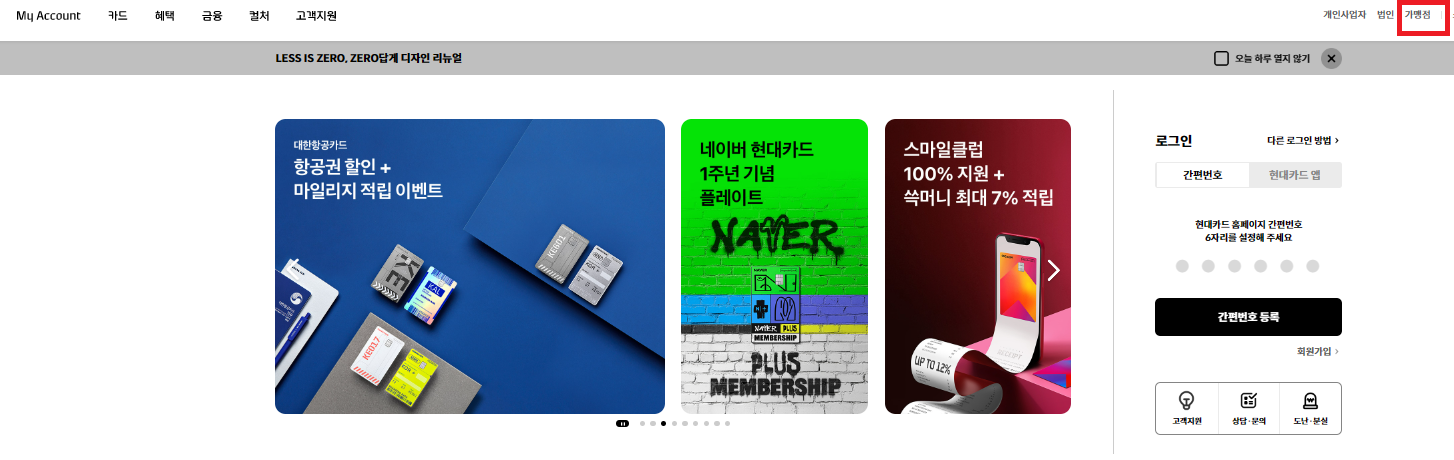 My Account 카드 혜택 금융 컬처 고객지원 개인사업자 법인 가맹점
LESS IS ZERO, ZERO답게 디자인 리뉴얼
오늘 하루 열지 않기
대한항공카드
항공권 할인 +
마일리지 적립 이벤트
KE601
KE
KAL
KE017
네이버 현대카드
1주년 기념
플레이트
NAVER
NAVER PLUS
MEMBERSHIP
PLUS
MEMBERSHIP
스마일클럽
100% 지원 +
쓱머니 최대 7% 적립
RECEIPT
UP TO 12%
로그인
다른 로그인 방법 >
간편번호 현대카드 앱
현대카드 홈페이지 간편번호
6자리를 설정해 주세요
간편번호 등록
회원가입 >
고객지원 상담·문의 도난·분실